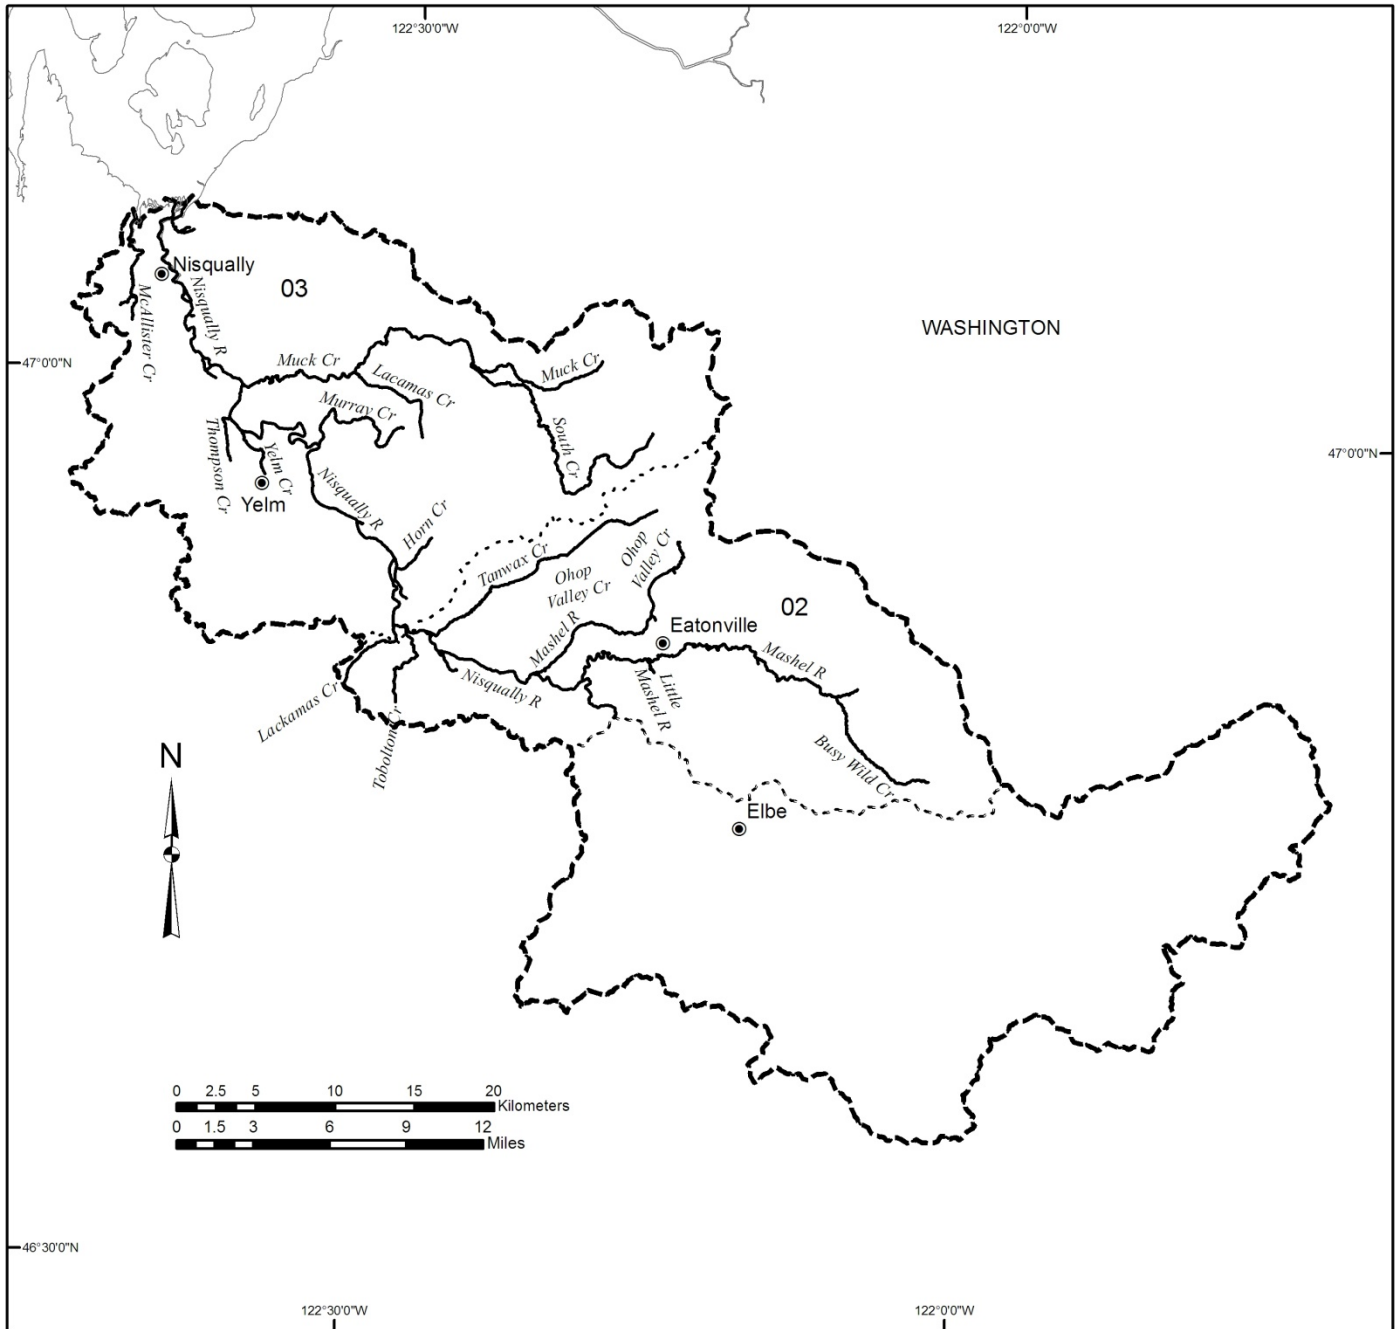 122°30'0"W
122°0'0"W
Nisqually
03
Nisqually R
McAllister Cr
WASHINGTON
47°0'0"N
Muck Cr
Muck Cr
Lacamas Cr
Murray Cr
Thompson Cr
Yelm Cr
South Cr
47°0'0"N
Yelm
Nisqually R
Horn Cr
Tanwax Cr
Ohop
Valley Cr
Ohop
Valley Cr
02
Eatonville
Mashel R
Mashel R
Nisqually R
Little
Mashel R
Lackamas Cr
Tobolton Cr
Busy Wild Cr
N
Elbe
0 2.5 5 10 15 20
Kilometers
0 1.5 3 6 9 12
Miles
46°30'0"N
122°30'0"W
122°0'0"W